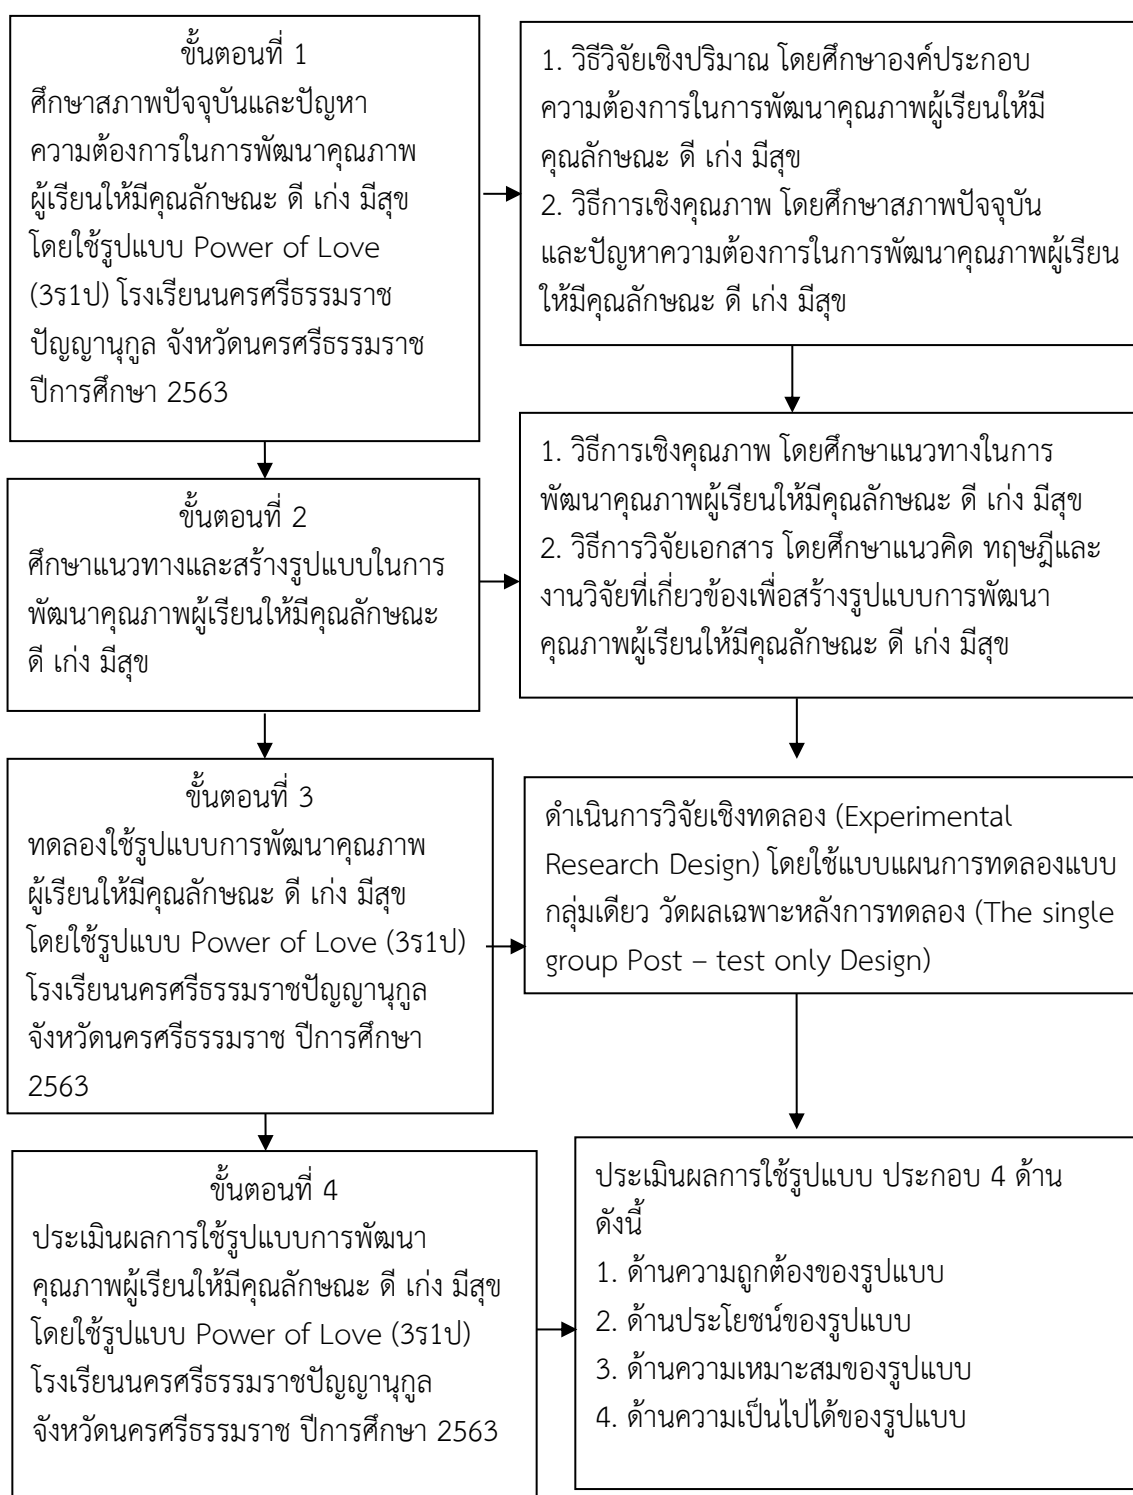 ขั้นตอนที่ 1
ศึกษาสภาพปัจจุบันและปัญหา
ความต้องการในการพัฒนาคุณภาพ
ผู้เรียนให้มีคุณลักษณะ ดี เก่ง มีสุข
โดยใช้รูปแบบ Power of Love
(3ร1ป) โรงเรียนนครศรีธรรมราช
ปัญญานุกูล จังหวัดนครศรีธรรมราช
ปีการศึกษา 2563
1. วิธีวิจัยเชิงปริมาณ โดยศึกษาองค์ประกอบ
ความต้องการในการพัฒนาคุณภาพผู้เรียนให้มี
คุณลักษณะ ดี เก่ง มีสุข
2. วิธีการเชิงคุณภาพ โดยศึกษาสภาพปัจจุบัน
และปัญหาความต้องการในการพัฒนาคุณภาพผู้เรียน
ให้มีคุณลักษณะ ดี เก่ง มีสุข
ขั้นตอนที่ 2
ศึกษาแนวทางและสร้างรูปแบบในการ
พัฒนาคุณภาพผู้เรียนให้มีคุณลักษณะ
ดี เก่ง มีสุข
1. วิธีการเชิงคุณภาพ โดยศึกษาแนวทางในการ
พัฒนาคุณภาพผู้เรียนให้มีคุณลักษณะ ดี เก่ง มีสุข
2. วิธีการวิจัยเอกสาร โดยศึกษาแนวคิด ทฤษฎีและ
งานวิจัยที่เกี่ยวข้องเพื่อสร้างรูปแบบการพัฒนา
คุณภาพผู้เรียนให้มีคุณลักษณะ ดี เก่ง มีสุข
ขั้นตอนที่ 3
ทดลองใช้รูปแบบการพัฒนาคุณภาพ
ผู้เรียนให้มีคุณลักษณะ ดี เก่ง มีสุข
โดยใช้รูปแบบ Power of Love (3ร1ป)
โรงเรียนนครศรีธรรมราชปัญญานุกูล
จังหวัดนครศรีธรรมราช ปีการศึกษา
2563
ดำเนินการวิจัยเชิงทดลอง (Experimental
Research Design) โดยใช้แบบแผนการทดลองแบบ
กลุ่มเดียว วัดผลเฉพาะหลังการทดลอง (The single
group Post – test only Design)
ขั้นตอนที่ 4
ประเมินผลการใช้รูปแบบการพัฒนา
คุณภาพผู้เรียนให้มีคุณลักษณะ ดี เก่ง มีสุข
โดยใช้รูปแบบ Power of Love (3ร1ป)
โรงเรียนนครศรีธรรมราชปัญญานุกูล
จังหวัดนครศรีธรรมราช ปีการศึกษา 2563
ประเมินผลการใช้รูปแบบ ประกอบ 4 ด้าน
ดังนี้
1. ด้านความถูกต้องของรูปแบบ
2. ด้านประโยชน์ของรูปแบบ
3. ด้านความเหมาะสมของรูปแบบ
4. ด้านความเป็นไปได้ของรูปแบบ